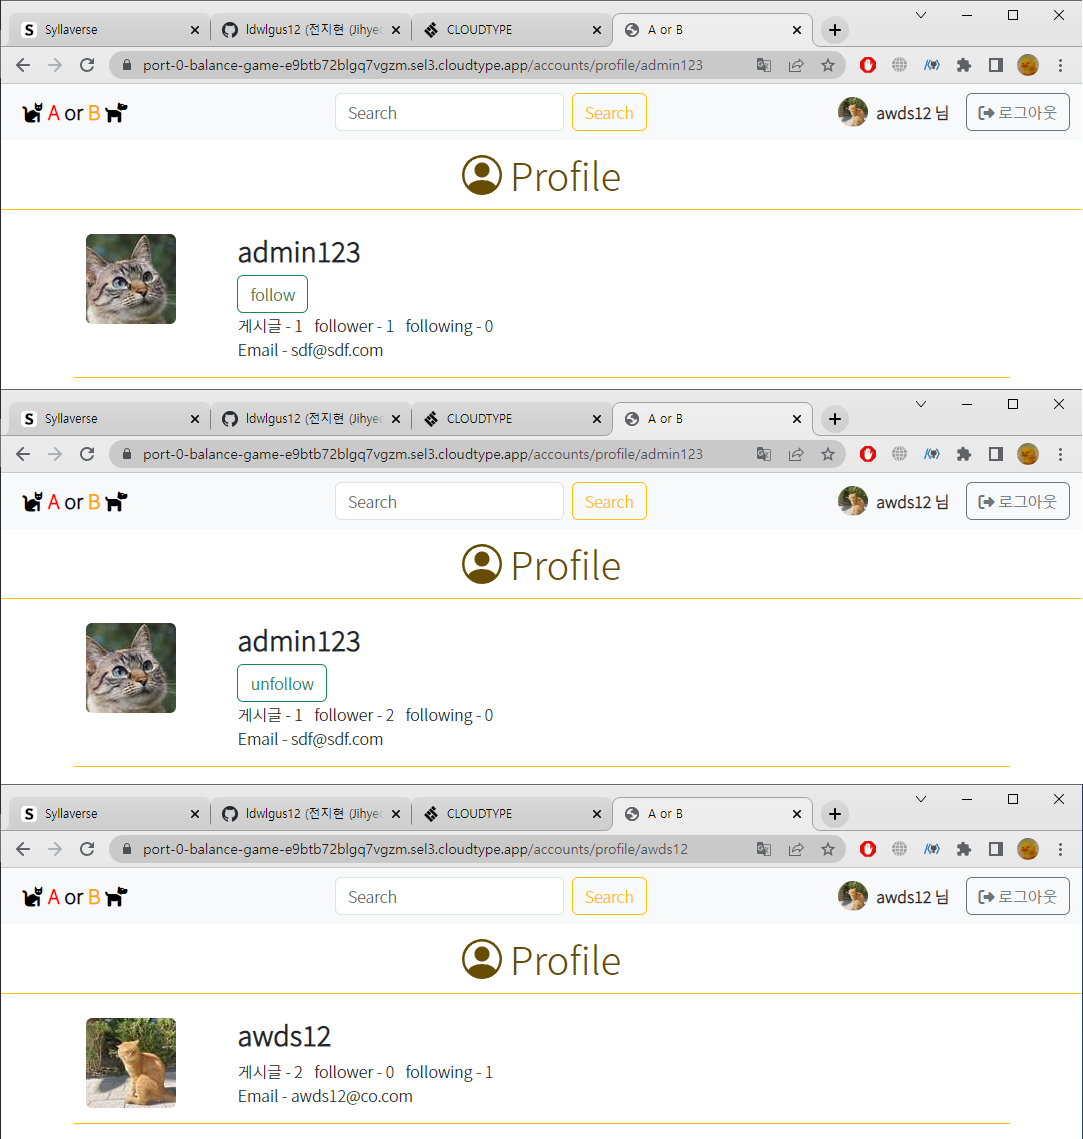 Syllaverse
ldwlgus12 (전지현 (Jihyeo
CLOUDTYPE
A or B
port-0-balance-game-e9btb72blgq7vgzm.sel3.cloudtype.app/accounts/profile/admin123
A or B
Search
Search
awds12 님
로그아웃
Profile
admin123
follow
게시글 - 1 follower - 1 following - 0
Email - sdf@sdf.com
Syllaverse
ldwlgus12 (전지현 (Jihyeo
CLOUDTYPE
A or B
port-0-balance-game-e9btb72blgq7vgzm.sel3.cloudtype.app/accounts/profile/admin123
A or B
Search
Search
awds12 님
로그아웃
Profile
admin123
unfollow
게시글 - 1 follower - 2 following - 0
Email - sdf@sdf.com
Syllaverse
ldwlgus12 (전지현 (Jihyeo
CLOUDTYPE
A or B
port-0-balance-game-e9btb72blgq7vgzm.sel3.cloudtype.app/accounts/profile/awds12
A or B
Search
Search
awds12 님
로그아웃
Profile
awds12
게시글 - 2 follower - 0 following - 1
Email - awds12@co.com